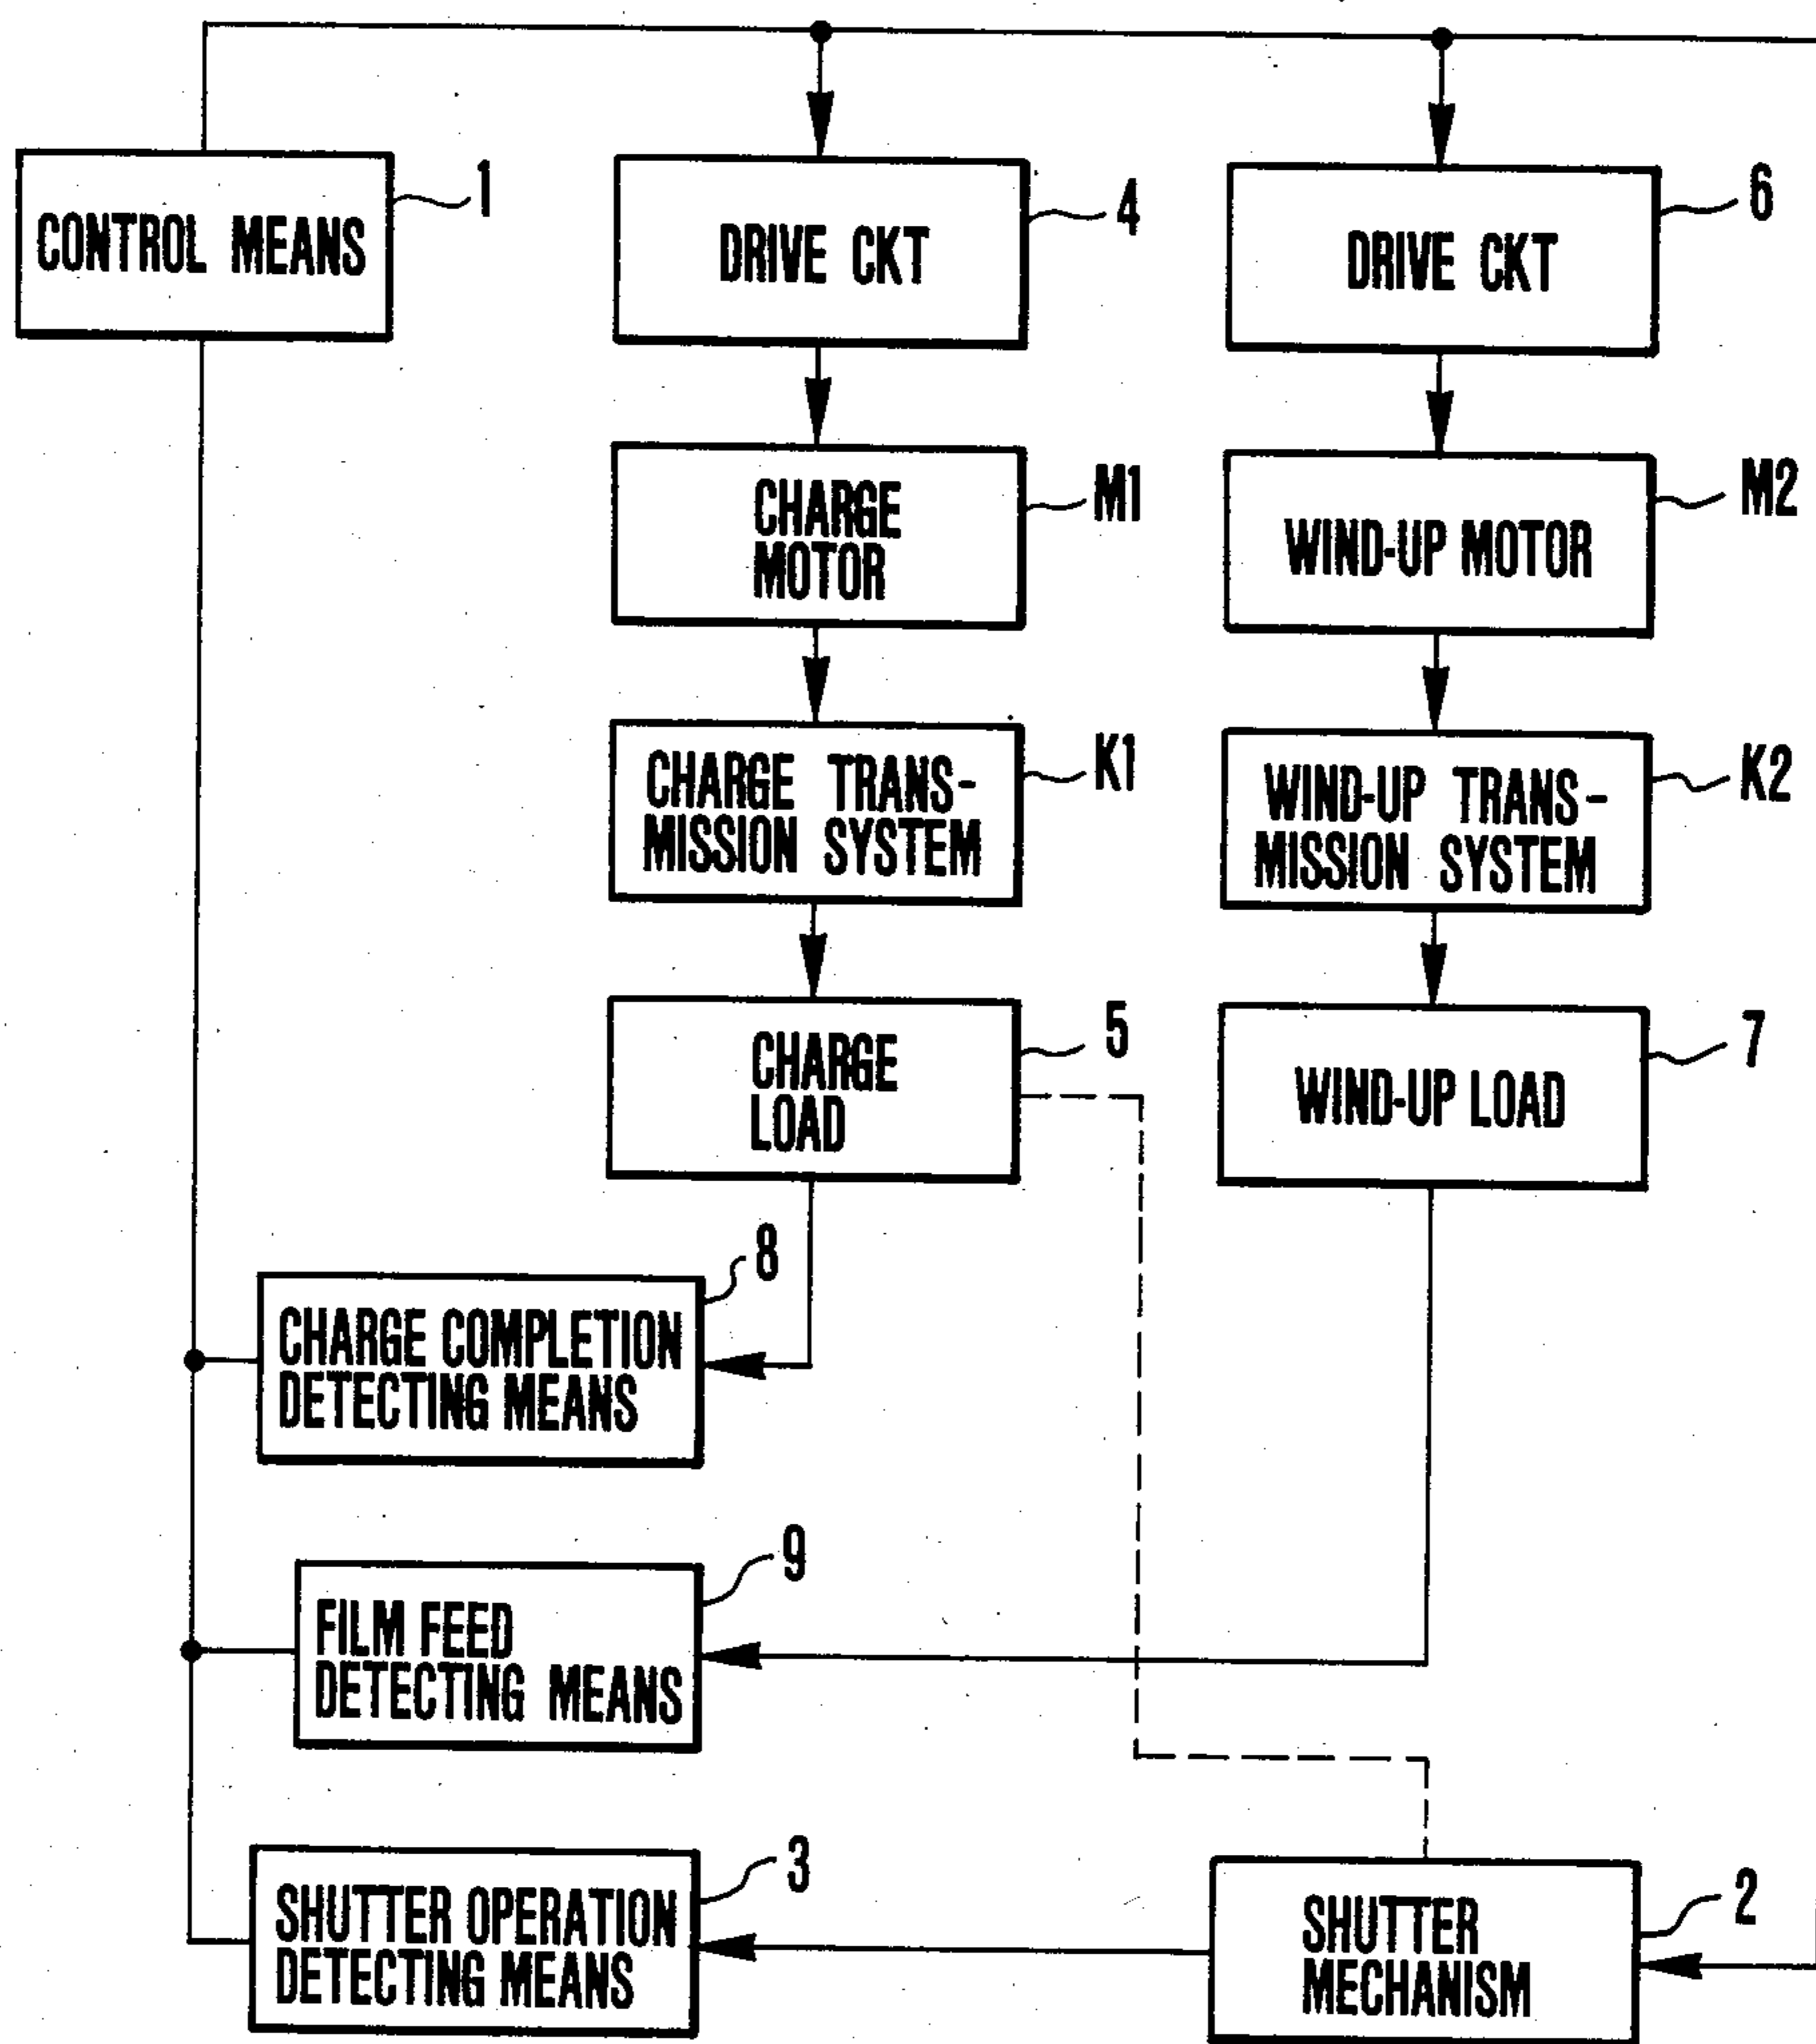 CONTROL MEANS
1
DRIVE CKT
4
DRIVE CKT
6
CHARGE
MOTOR
M1
WIND-UP MOTOR
M2
CHARGE TRANS-
MISSION SYSTEM
K1
WIND-UP TRANS-
MISSION SYSTEM
K2
CHARGE
LOAD
5
WIND-UP LOAD
7
CHARGE COMPLETION
DETECTING MEANS
8
FILM FEED
DETECTING MEANS
9
SHUTTER OPERATION
DETECTING MEANS
3
SHUTTER
MECHANISM
2